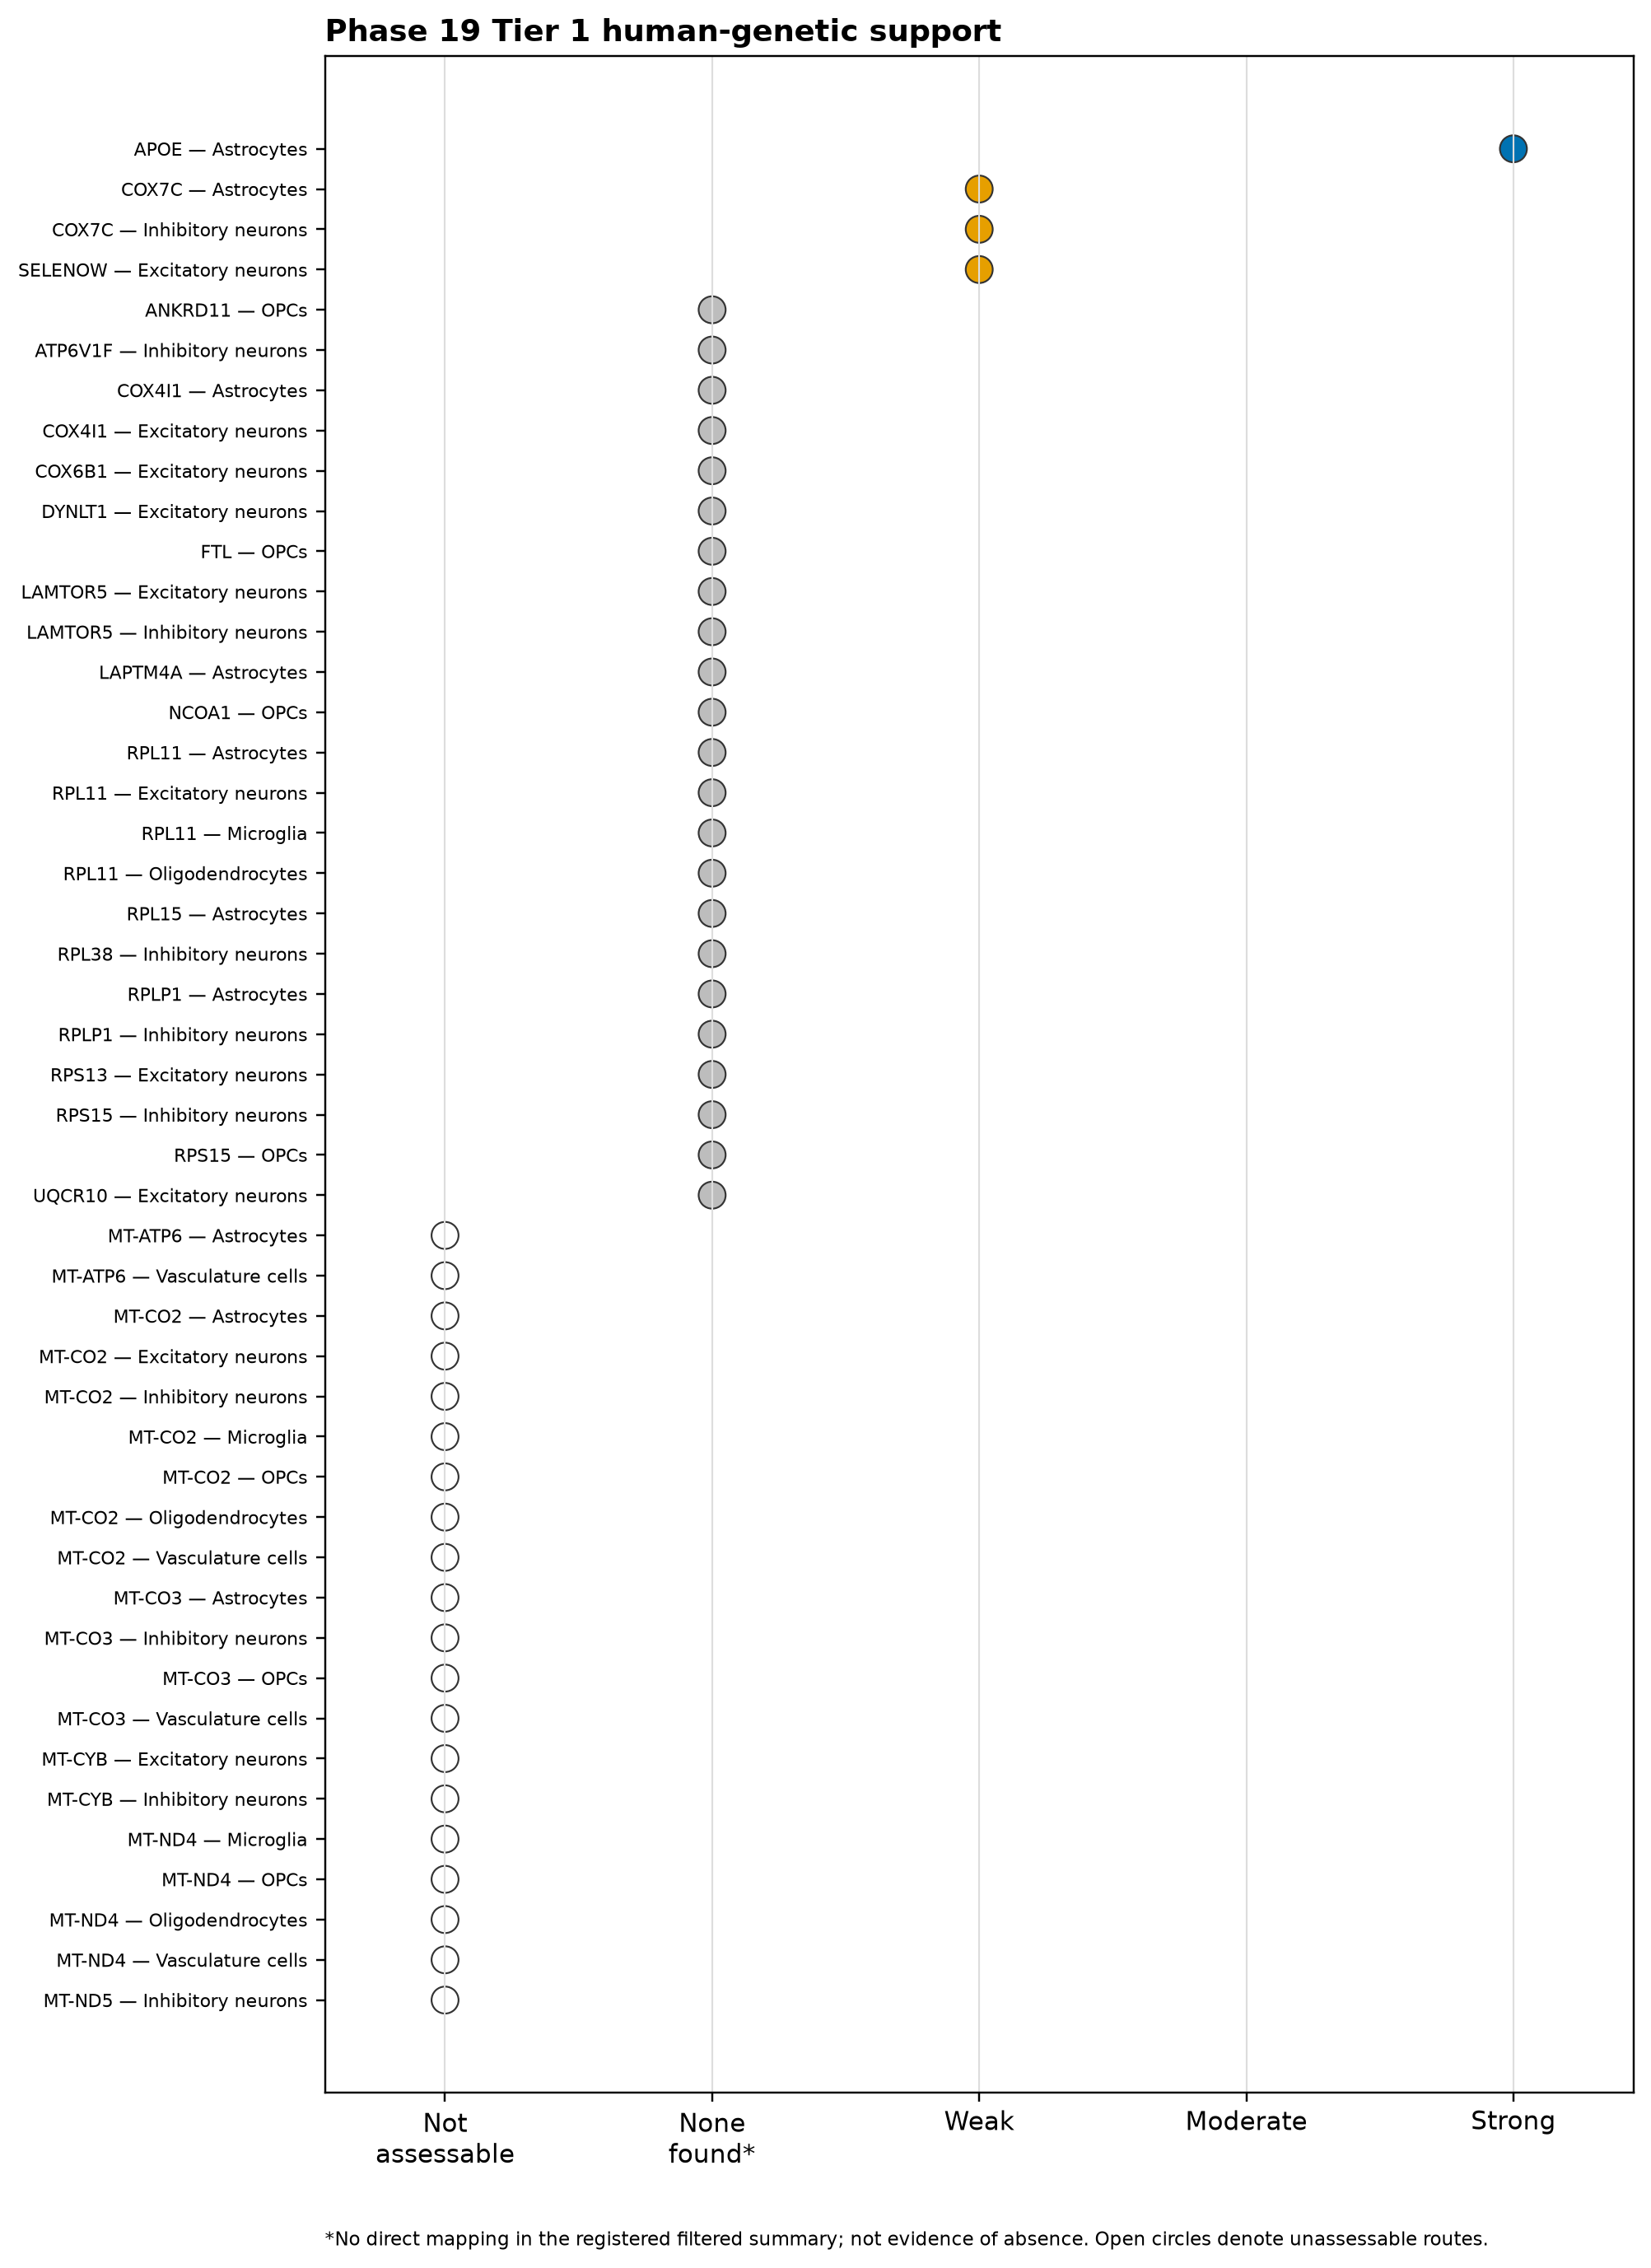 Phase 19 Tier 1 human-genetic support
APOE — Astrocytes
COX7C — Astrocytes
COX7C — Inhibitory neurons
SELENOW — Excitatory neurons
ANKRD11 — OPCs
ATP6V1F — Inhibitory neurons
COX4I1 — Astrocytes
COX4I1 — Excitatory neurons
COX6B1 — Excitatory neurons
DYNLT1 — Excitatory neurons
FTL — OPCs
LAMTOR5 — Excitatory neurons
LAMTOR5 — Inhibitory neurons
LAPTM4A — Astrocytes
NCOA1 — OPCs
RPL11 — Astrocytes
RPL11 — Excitatory neurons
RPL11 — Microglia
RPL11 — Oligodendrocytes
RPL15 — Astrocytes
RPL38 — Inhibitory neurons
RPLP1 — Astrocytes
RPLP1 — Inhibitory neurons
RPS13 — Excitatory neurons
RPS15 — Inhibitory neurons
RPS15 — OPCs
UQCR10 — Excitatory neurons
MT-ATP6 — Astrocytes
MT-ATP6 — Vasculature cells
MT-CO2 — Astrocytes
MT-CO2 — Excitatory neurons
MT-CO2 — Inhibitory neurons
MT-CO2 — Microglia
MT-CO2 — OPCs
MT-CO2 — Oligodendrocytes
MT-CO2 — Vasculature cells
MT-CO3 — Astrocytes
MT-CO3 — Inhibitory neurons
MT-CO3 — OPCs
MT-CO3 — Vasculature cells
MT-CYB — Excitatory neurons
MT-CYB — Inhibitory neurons
MT-ND4 — Microglia
MT-ND4 — OPCs
MT-ND4 — Oligodendrocytes
MT-ND4 — Vasculature cells
MT-ND5 — Inhibitory neurons
Not
assessable
None
found*
Weak
Moderate
Strong
*No direct mapping in the registered filtered summary; not evidence of absence. Open circles denote unassessable routes.